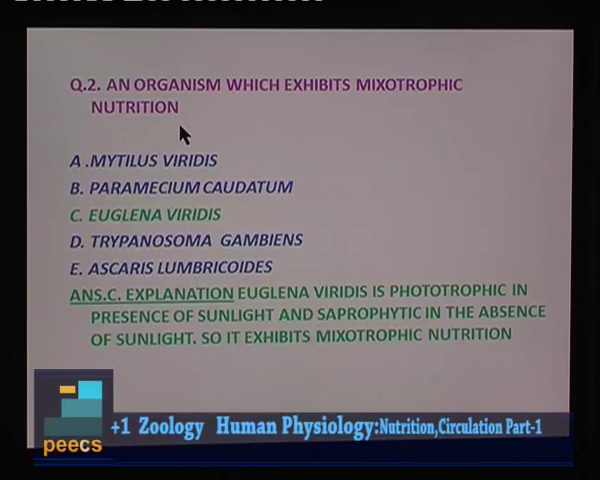 Q.2. AN ORGANISM WHICH EXHIBITS MIXOTROPHIC
NUTRITION
A .MYTILUS VIRIDIS
B. PARAMECIUM CAUDATUM
C. EUGLENA VIRIDIS
D. TRYPANOSOMA GAMBIENS
E. ASCARIS LUMBRICOIDES
ANS.C. EXPLANATION EUGLENA VIRIDIS IS PHOTOTROPHIC IN
PRESENCE OF SUNLIGHT AND SAPROPHYTIC IN THE ABSENCE
OF SUNLIGHT. SO IT EXHIBITS MIXOTROPHIC NUTRITION
peecs
+1 Zoology Human Physiology:Nutrition,Circulation Part-1